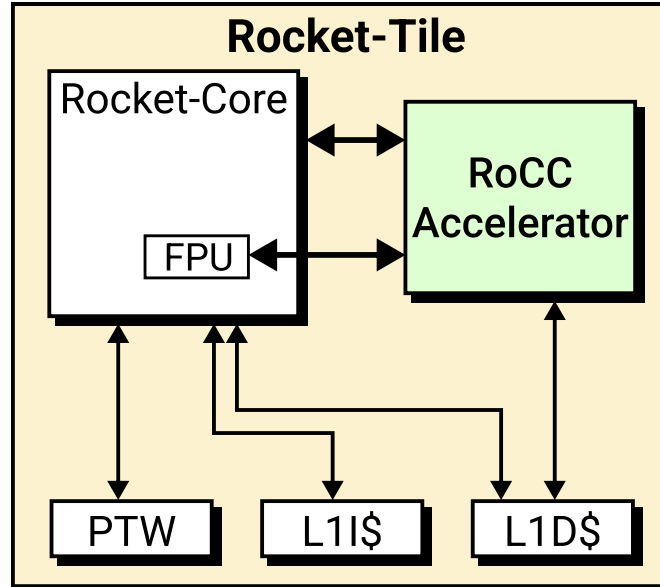 Rocket-Tile
Rocket-Core
RoCC
Accelerator
FPU
PTW
L1I$
L1D$